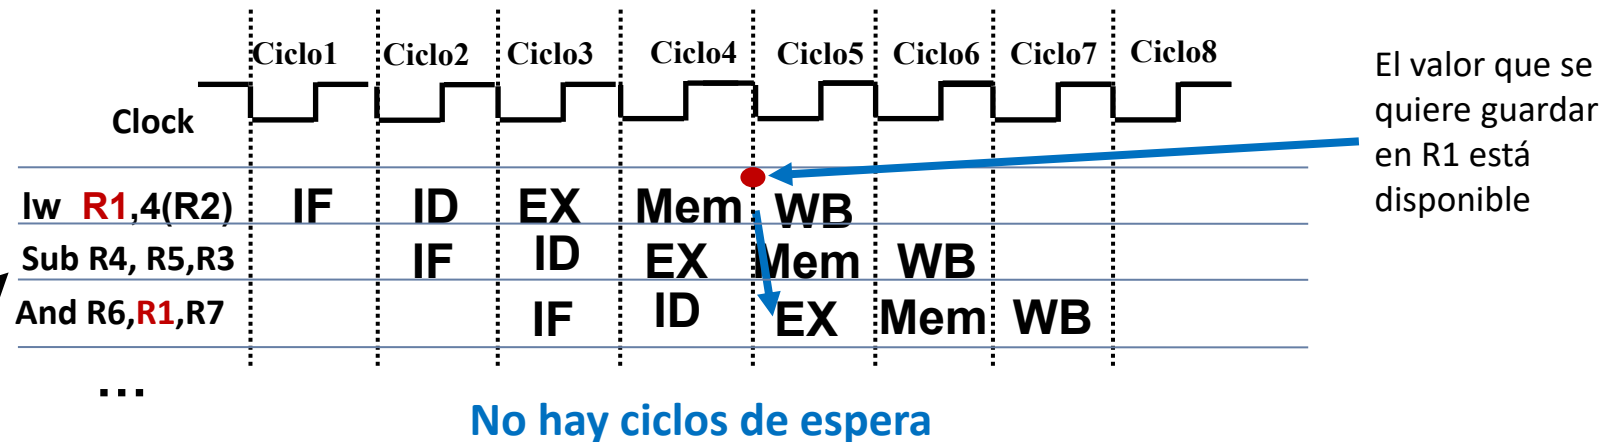 Ciclo1 Ciclo2 Ciclo3 Ciclo4 Ciclo5 Ciclo6 Ciclo7 Ciclo8
Clock
El valor que se
quiere guardar
en R1 está
disponible
lw R1,4(R2) IF ID EX Mem WB
Sub R4, R5,R3 IF ID EX Mem WB
And R6,R1,R7 IF ID EX Mem WB
...
No hay ciclos de espera